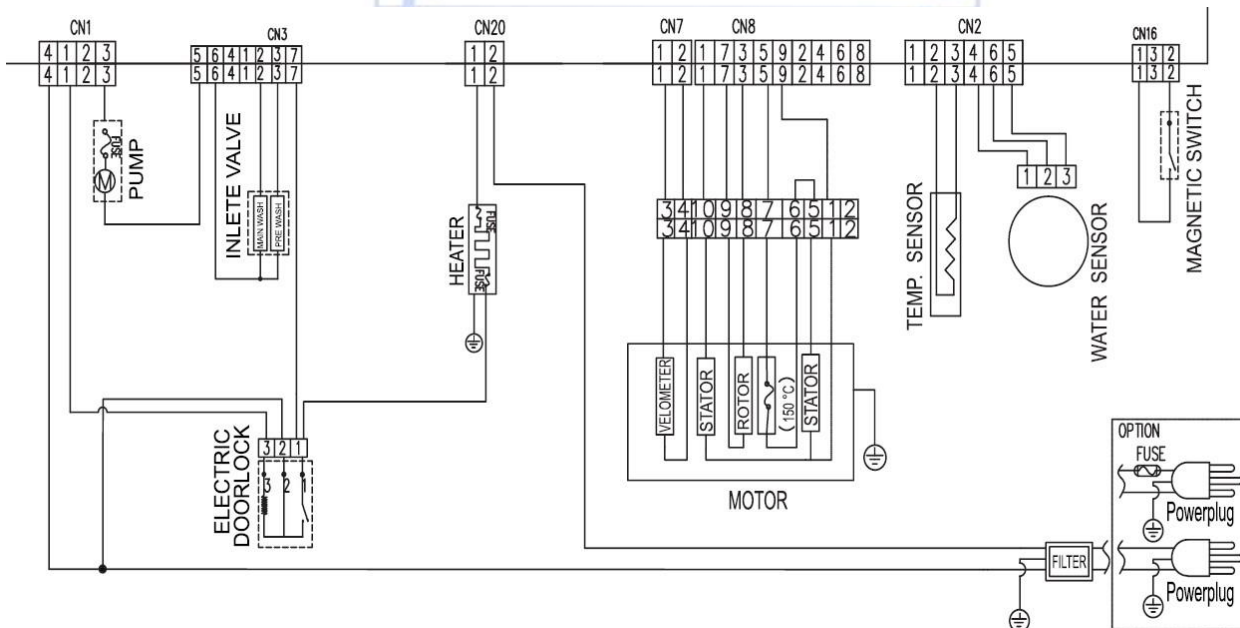 CN1
CN3
CN20
CN7
CN8
CN2
CN16
4 1 2 3
5 6 4 1 2 3 7
1 2
1 2
1 7 3 5 9 2 4 6 8
1 2 3 4 6 5
1 3 2
4 1 2 3
5 6 4 1 2 3 7
1 2
1 2
1 7 3 5 9 2 4 6 8
1 2 3 4 6 5
1 3 2
FUSE
M
PUMP
INLETE VALVE
MAIN WASH
PRE WASH
HEATER
FUSE
FUSE
3 4 10 9 8 7 6 5 1 2
3 4 10 9 8 7 6 5 1 2
TEMP. SENSOR
1 2 3
WATER SENSOR
MAGNETIC SWITCH
VELOMETER
STATOR
ROTOR
(150 °C)
STATOR
MOTOR
ELECTRIC
DOORLOCK
3 2 1
3 2 1
OPTION
FUSE
Powerplug
FILTER
Powerplug